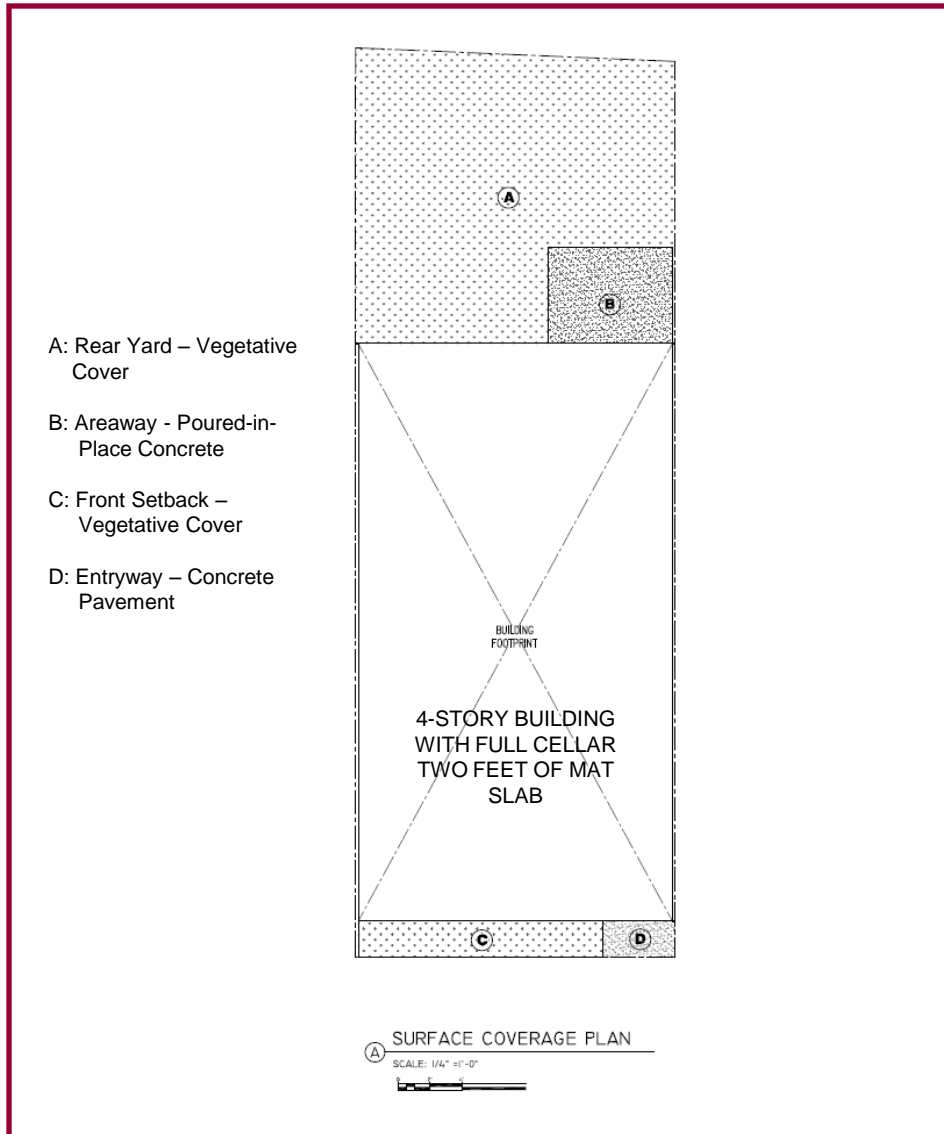 A
B
A: Rear Yard – Vegetative
Cover
B: Areaway - Poured-in-
Place Concrete
C: Front Setback –
Vegetative Cover
D: Entryway – Concrete
Pavement
BUILDING
FOOTPRINT
4-STORY BUILDING
WITH FULL CELLAR
TWO FEET OF MAT
SLAB
C
D
A
SURFACE COVERAGE PLAN
SCALE: 1/4" =1'-0"